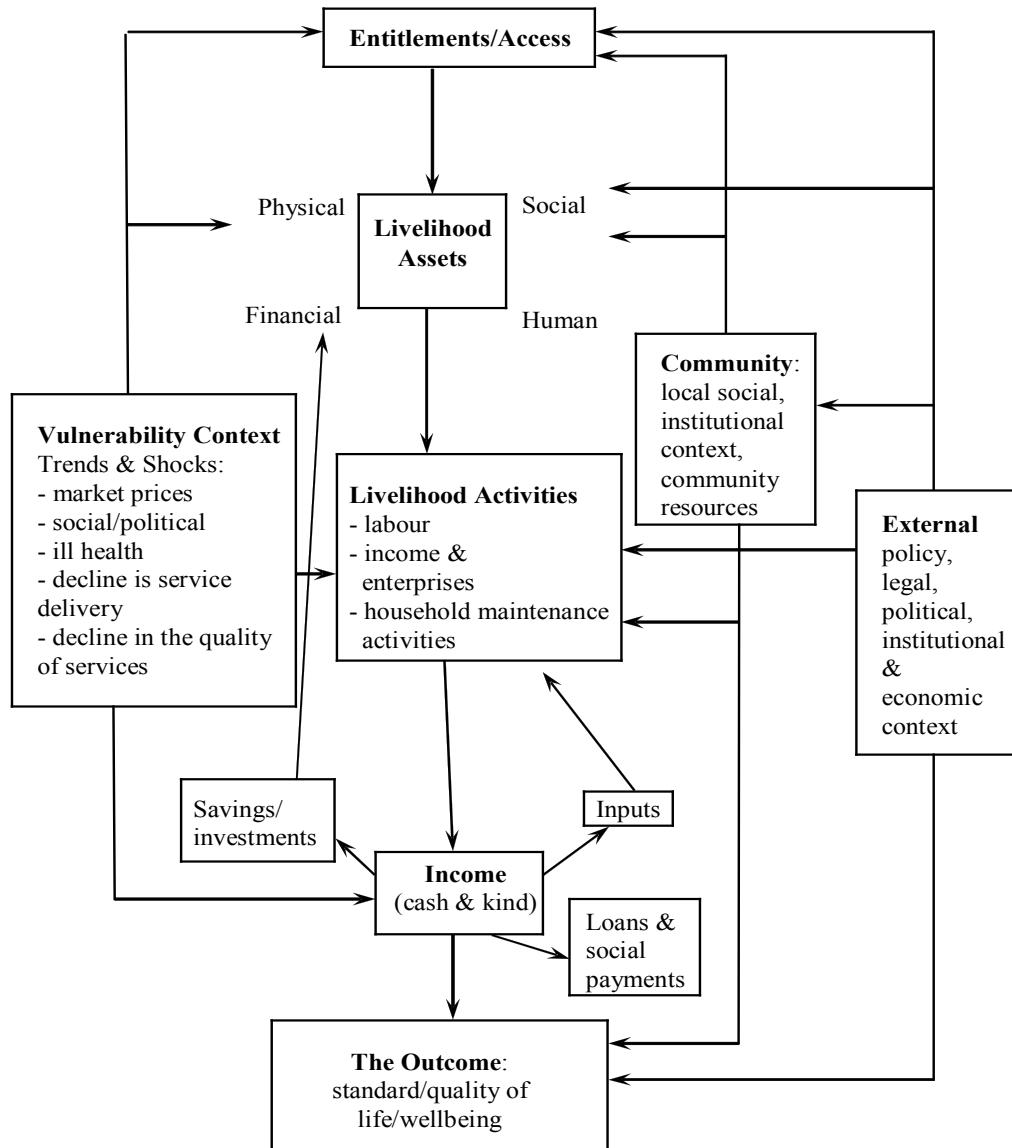 Entitlements/Access
Physical
Social
Livelihood
Assets
Financial
Human
Community:
local social,
institutional
context,
community
resources
Vulnerability Context
Trends & Shocks:
- market prices
- social/political
- ill health
- decline is service
delivery
- decline in the quality
of services
Livelihood Activities
- labour
- income &
enterprises
- household maintenance
activities
External
policy,
legal,
political,
institutional
&
economic
context
Savings/
investments
Inputs
Income
(cash & kind)
Loans &
social
payments
The Outcome:
standard/quality of
life/wellbeing